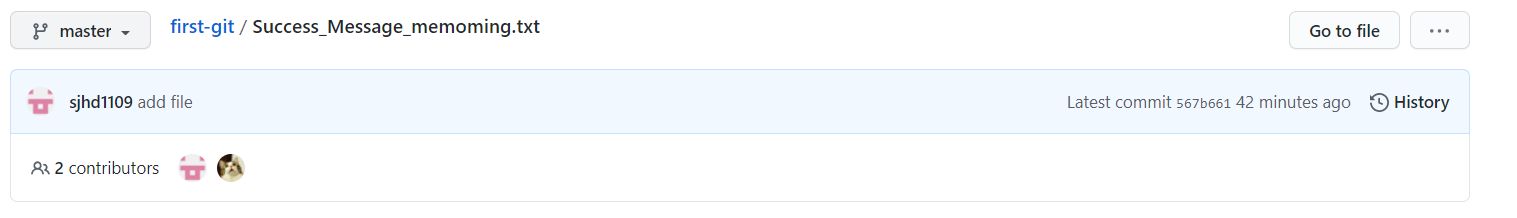 master first-git / Success_Message_memoming.txt Go to file ...
sjhd1109 add file Latest commit 567b661 42 minutes ago History
2 contributors